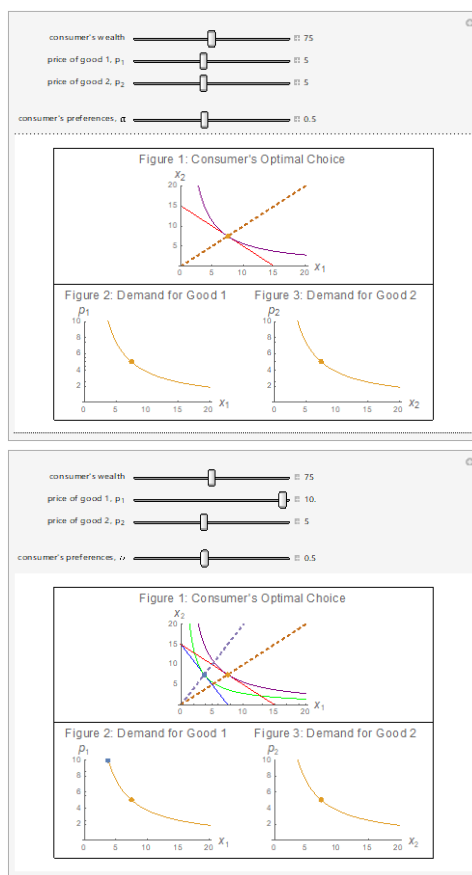 consumer's wealth 75
price of good 1, p1 5
price of good 2, p2 5
consumer's preferences, α 0.5
Figure 1: Consumer's Optimal Choice
x2
20
15
10
5
0 5 10 15 20 x1
Figure 2: Demand for Good 1
p1
10
8
6
4
2
0 5 10 15 20 x1
Figure 3: Demand for Good 2
p2
10
8
6
4
2
0 5 10 15 20 x2
consumer's wealth 75
price of good 1, p1 10.
price of good 2, p2 5
consumer's preferences, 0.5
Figure 1: Consumer's Optimal Choice
x2
20
15
10
5
0 5 10 15 20 x1
Figure 2: Demand for Good 1
p1
10
8
6
4
2
0 5 10 15 20 x1
Figure 3: Demand for Good 2
p2
10
8
6
4
2
0 5 10 15 20 x2